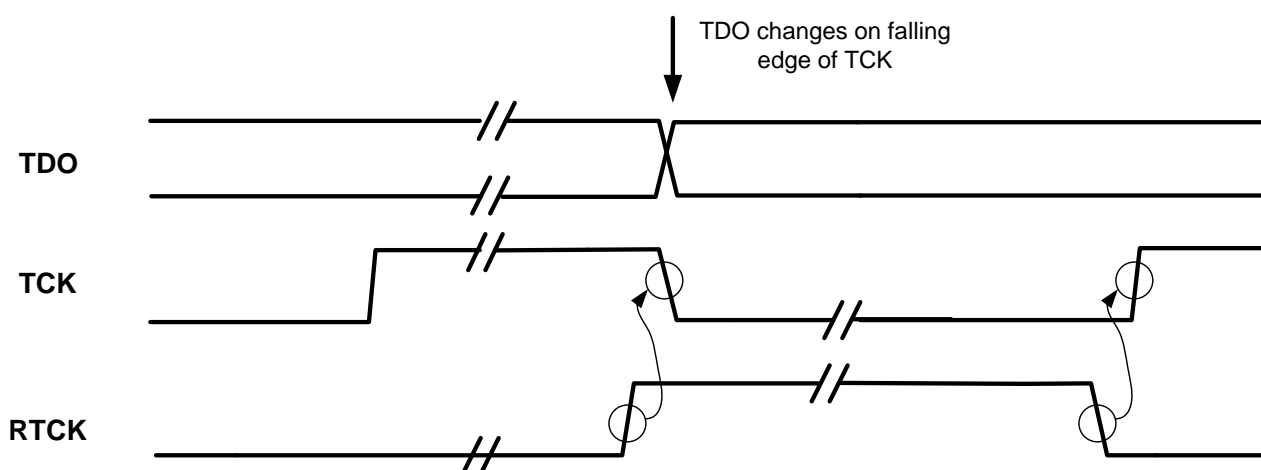 TDO changes on falling
edge of TCK
TDO
TCK
RTCK